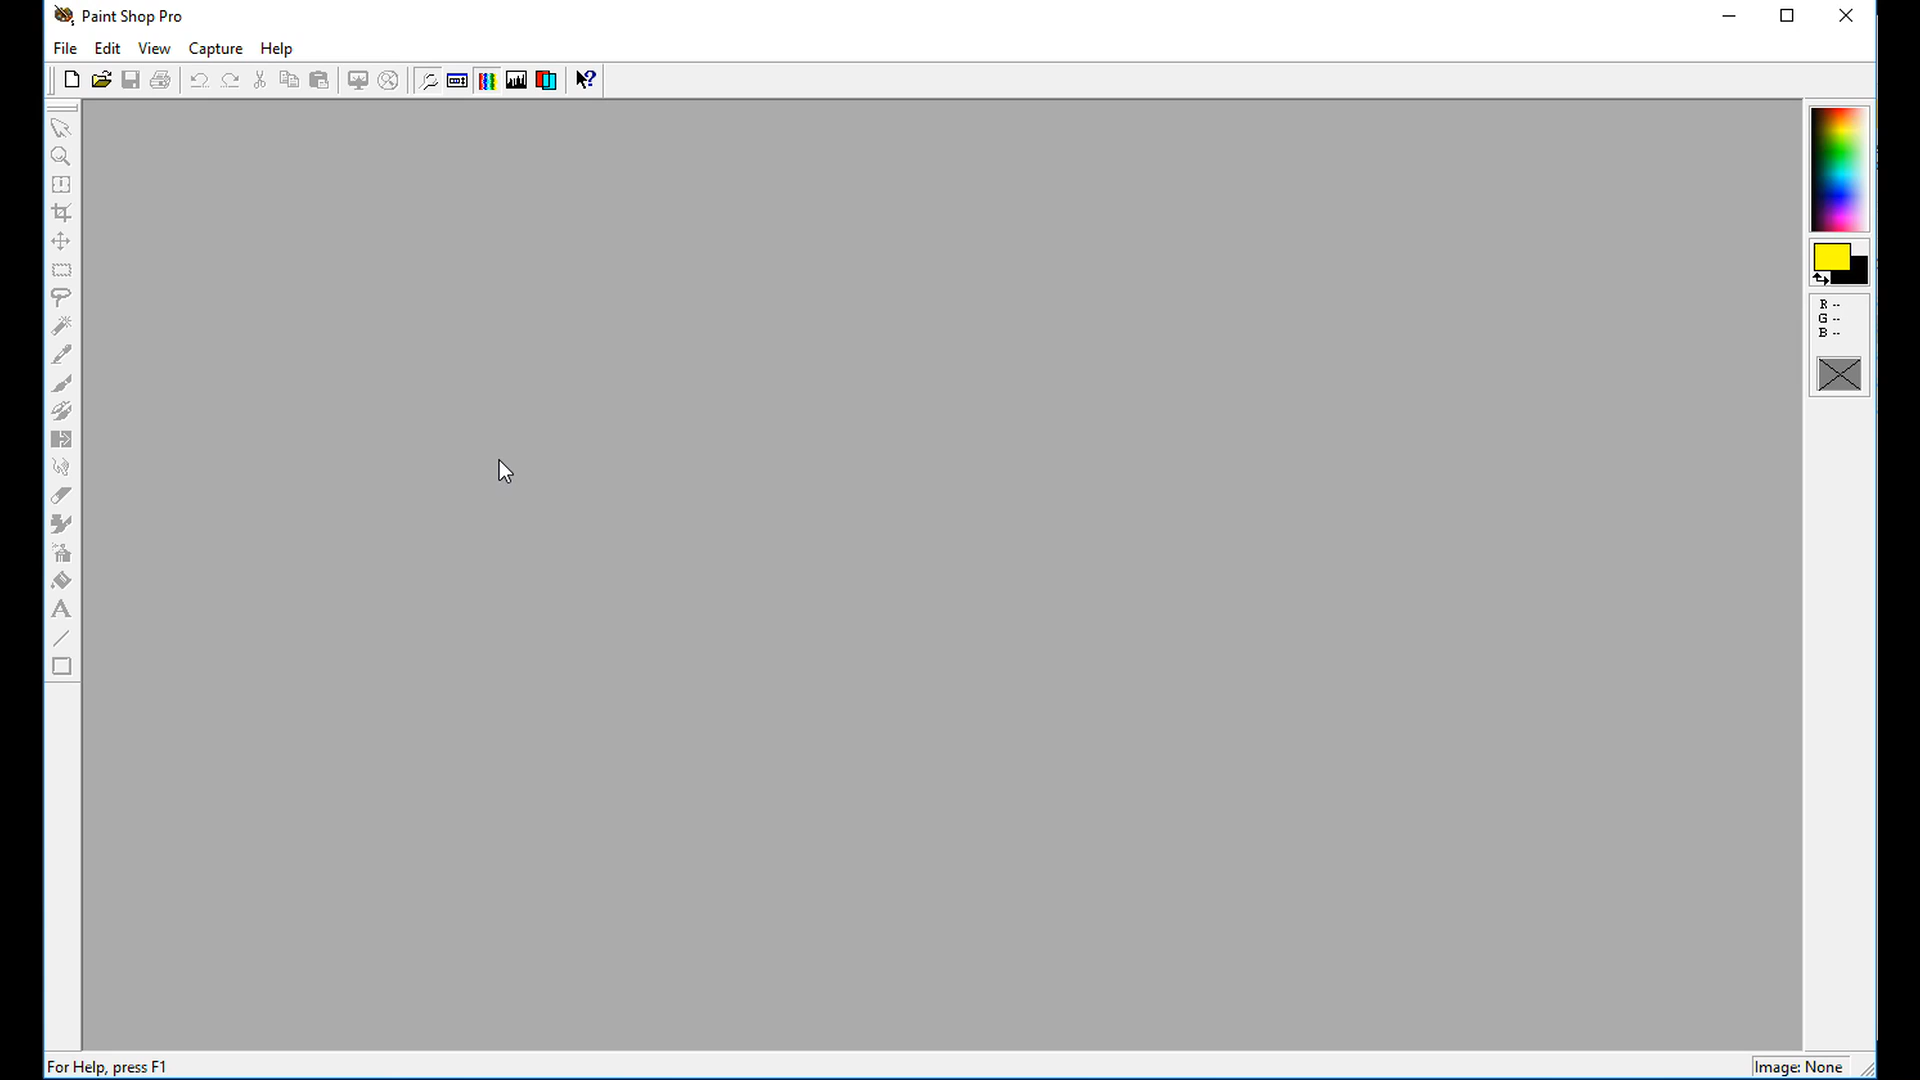 Paint Shop Pro
File Edit View Capture Help
R --
G --
B --
For Help, press F1
Image: None